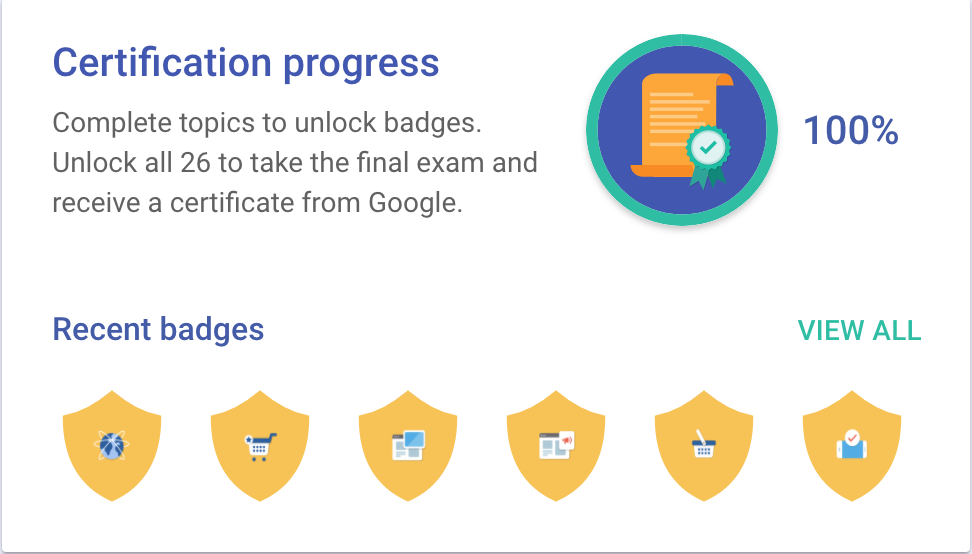 Certification progress
Complete topics to unlock badges.
Unlock all 26 to take the final exam and
receive a certificate from Google.
100%
Recent badges
VIEW ALL